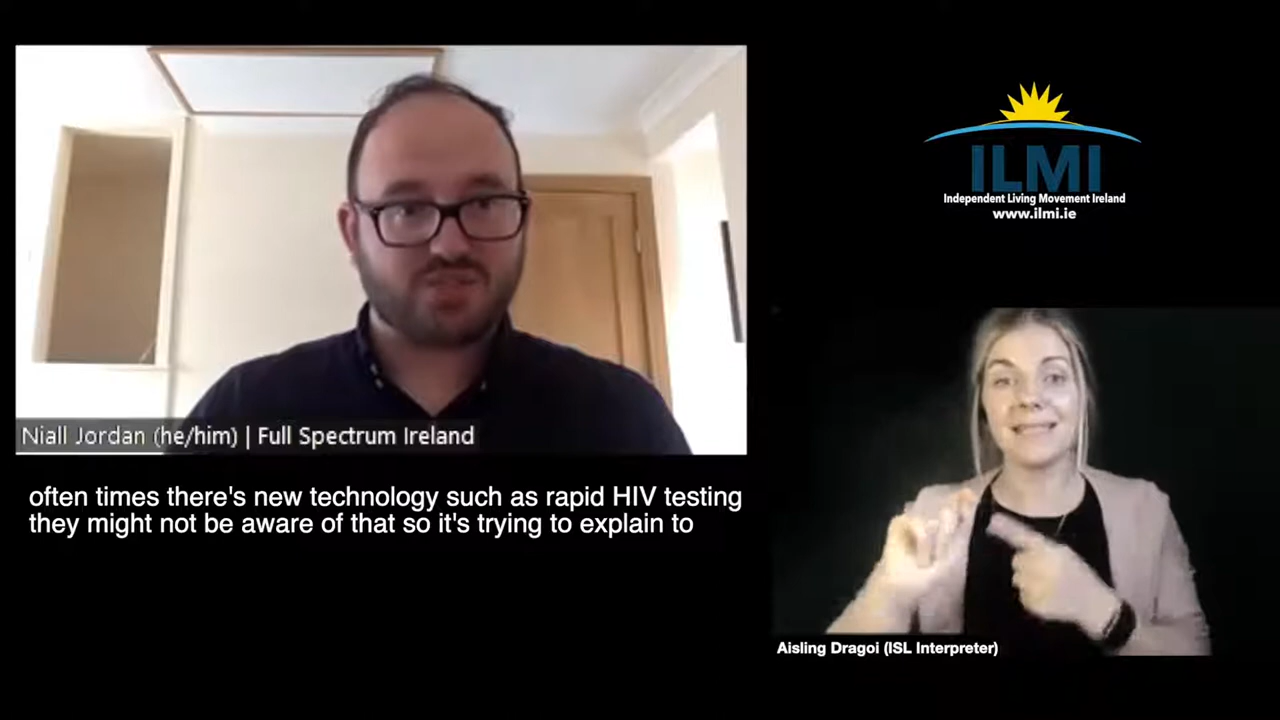 Niall Jordan (he/him) | Full Spectrum Ireland
often times there's new technology such as rapid HIV testing
they might not be aware of that so it's trying to explain to
ILMI
Independent Living Movement Ireland
www.ilmi.ie
Aisling Dragoi (ISL Interpreter)